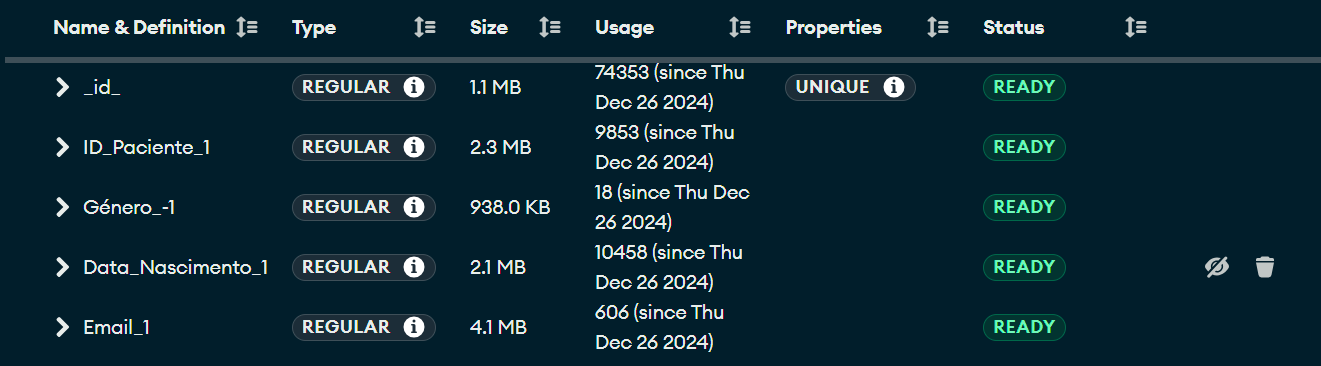 Name & Definition Type Size Usage Properties Status
_id_ REGULAR 1.1 MB 74353 (since Thu Dec 26 2024) UNIQUE READY
ID_Paciente_1 REGULAR 2.3 MB 9853 (since Thu Dec 26 2024) READY
Género_-1 REGULAR 938.0 KB 18 (since Thu Dec 26 2024) READY
Data_Nascimento_1 REGULAR 2.1 MB 10458 (since Thu Dec 26 2024) READY
Email_1 REGULAR 4.1 MB 606 (since Thu Dec 26 2024) READY